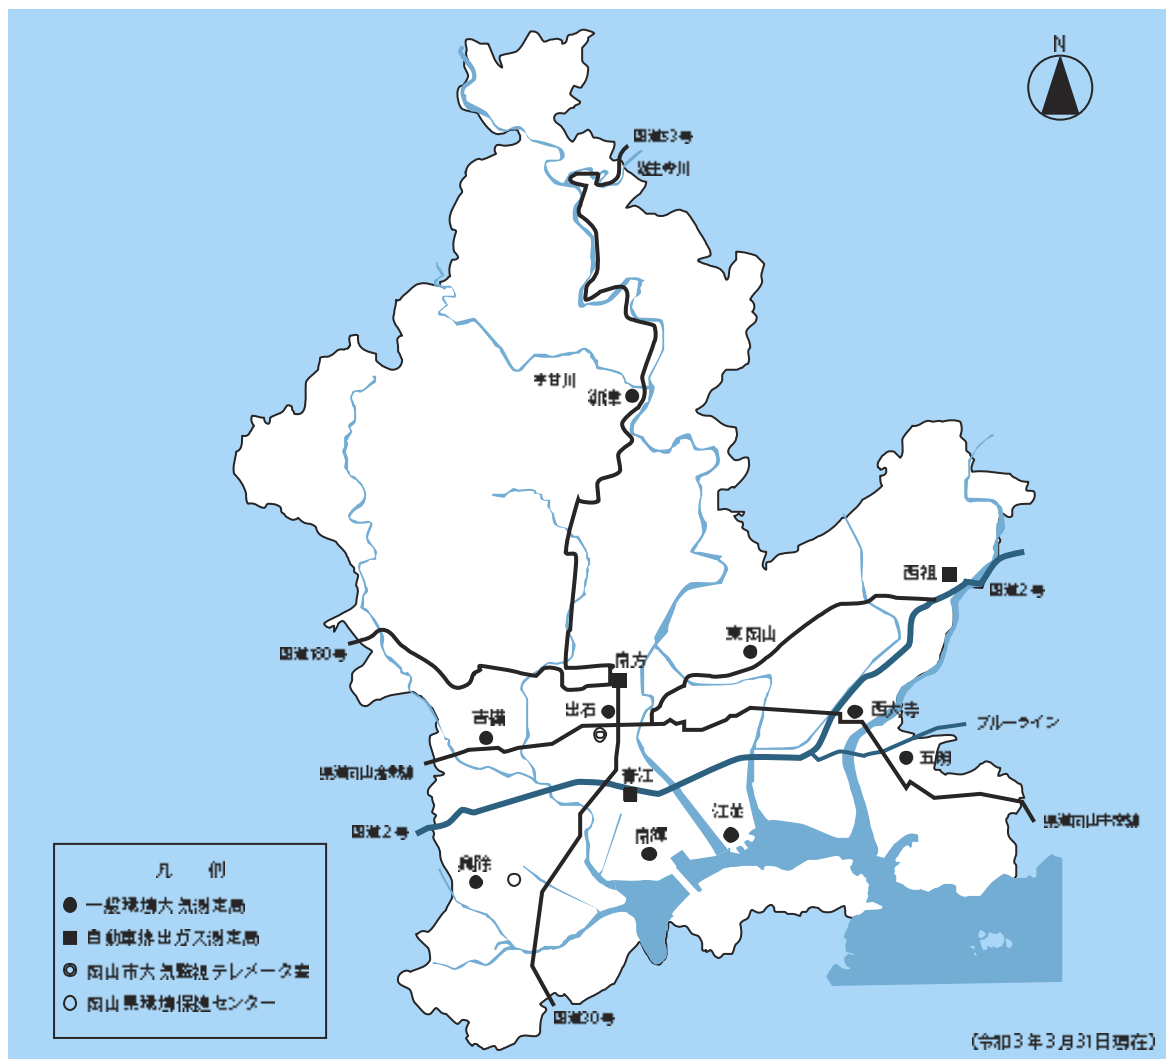 N
国道53号
旭川
宇甘川
御津
西祖
国道2号
東岡山
国道180号
南方
出石
西大寺
吉備
ブルーライン
五明
青江
江並
国道2号
南輝
興除
凡 例
一般環境大気測定局
自動車排出ガス測定局
岡山市大気監視テレメータ室
岡山県環境保健センター
国道30号
(令和3年3月31日現在)